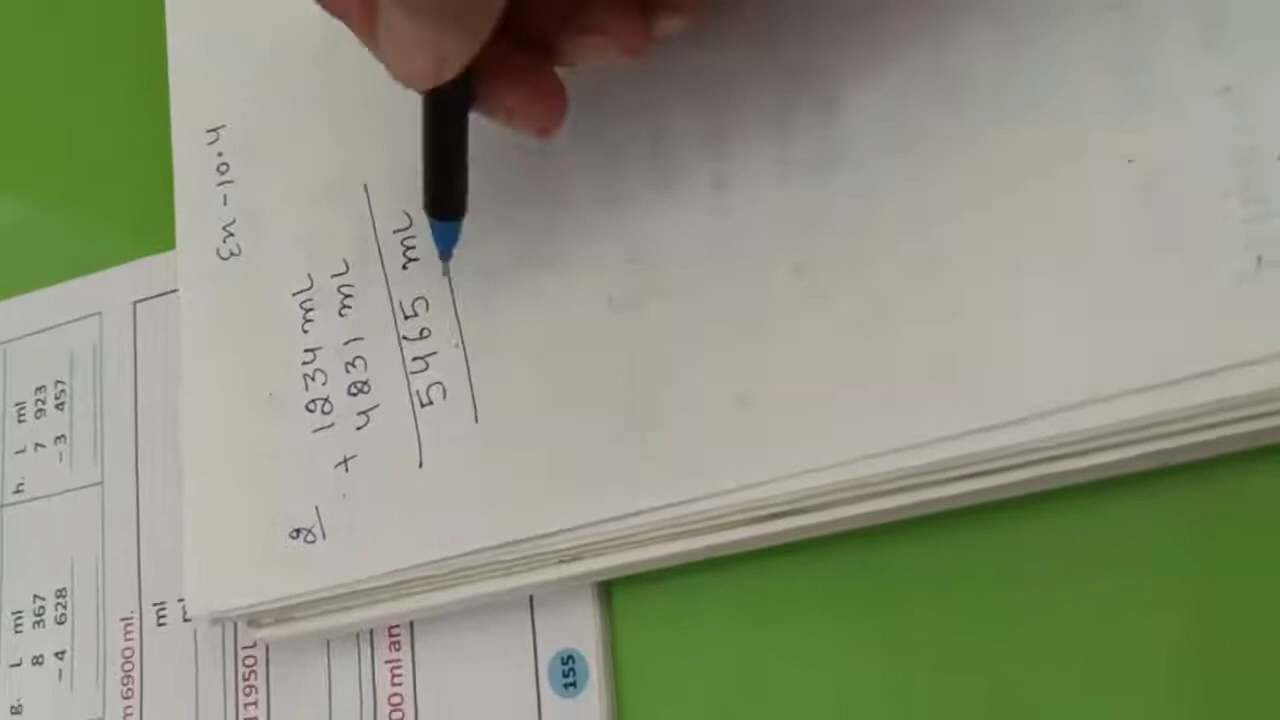 Ex-10.4
2
1234 mL
+ 4231 mL
5465 mL
g. L ml
8 367
-4 628
h. L ml
7 923
-3 457
m 6900 ml.
ml
11950 L
00 ml an
155